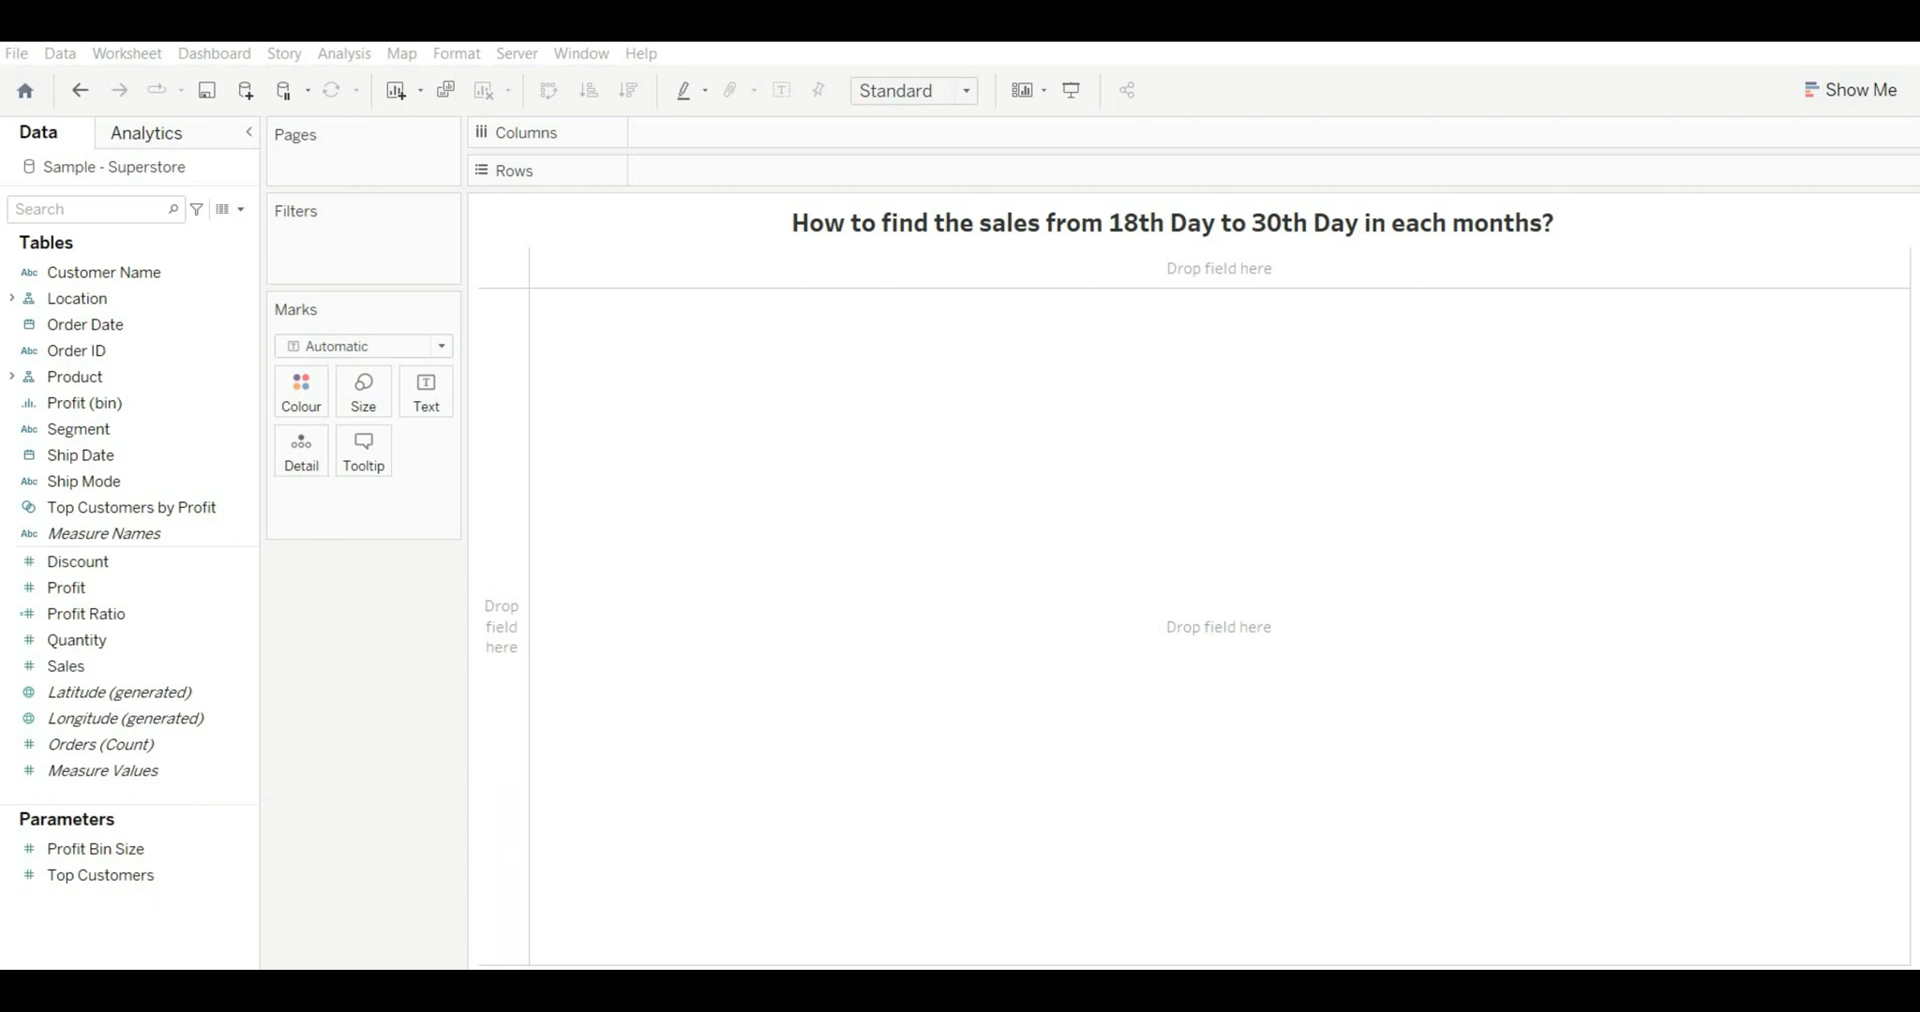 File Data Worksheet Dashboard Story Analysis Map Format Server Window Help
Standard
Show Me
Data Analytics
Sample - Superstore
Search
Tables
Abc Customer Name
Location
Order Date
Abc Order ID
Product
Profit (bin)
Abc Segment
Ship Date
Abc Ship Mode
Top Customers by Profit
Abc Measure Names
# Discount
# Profit
=# Profit Ratio
# Quantity
# Sales
Latitude (generated)
Longitude (generated)
# Orders (Count)
# Measure Values
Parameters
# Profit Bin Size
# Top Customers
Pages
Filters
Marks
T Automatic
Colour Size T Text
Detail Tooltip
Columns
Rows
How to find the sales from 18th Day to 30th Day in each months?
Drop field here
Drop
field
here
Drop field here